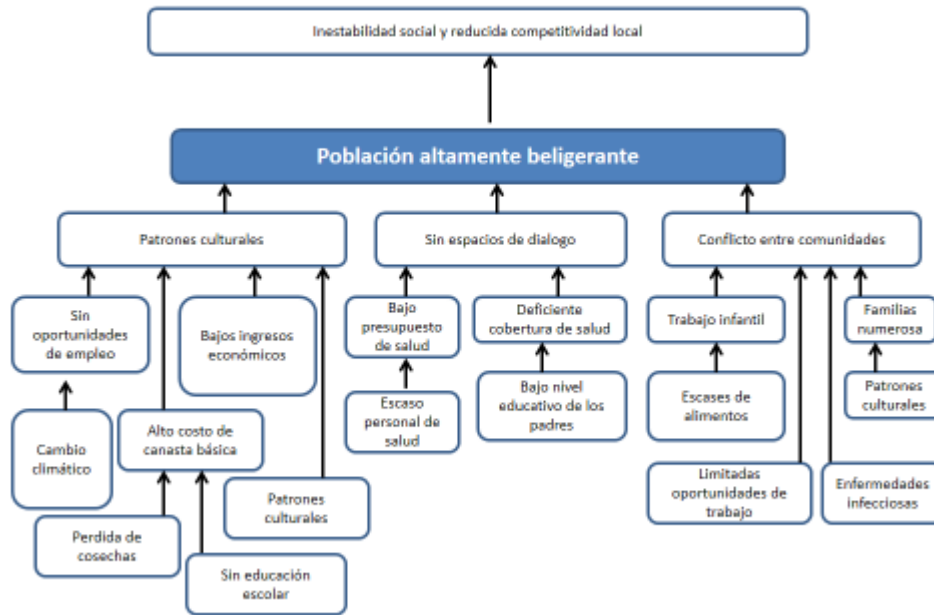 Inestabilidad social y reducida competitividad local
Población altamente beligerante
Patrones culturales
Sin espacios de dialogo
Conflicto entre comunidades
Sin
oportunidades
de empleo
Bajos ingresos
económicos
Bajo
presupuesto
de salud
Deficiente
cobertura de salud
Trabajo infantil
Familias
numerosa
Cambio
climático
Alto costo de
canasta básica
Escaso
personal de
salud
Bajo nivel
educativo de los
padres
Escases de
alimentos
Patrones
culturales
Perdida de
cosechas
Patrones
culturales
Limitadas
oportunidades de
trabajo
Enfermedades
infecciosas
Sin educación
escolar